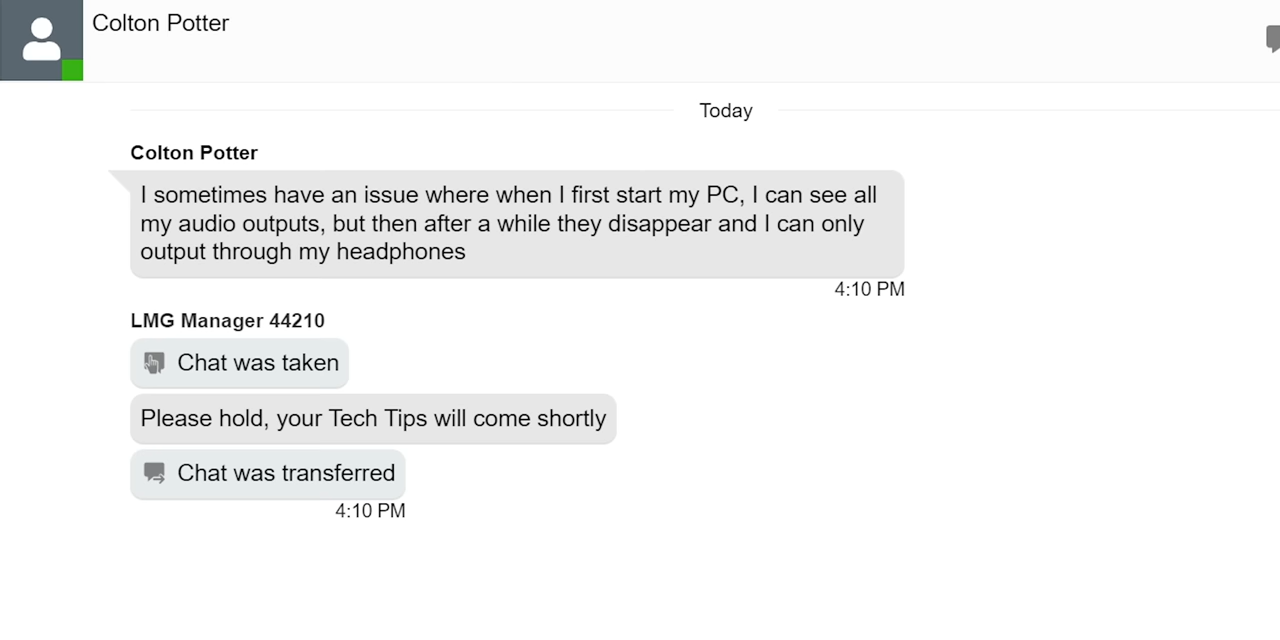 Colton Potter
Today
Colton Potter
I sometimes have an issue where when I first start my PC, I can see all
my audio outputs, but then after a while they disappear and I can only
output through my headphones
4:10 PM
LMG Manager 44210
Chat was taken
Please hold, your Tech Tips will come shortly
Chat was transferred
4:10 PM